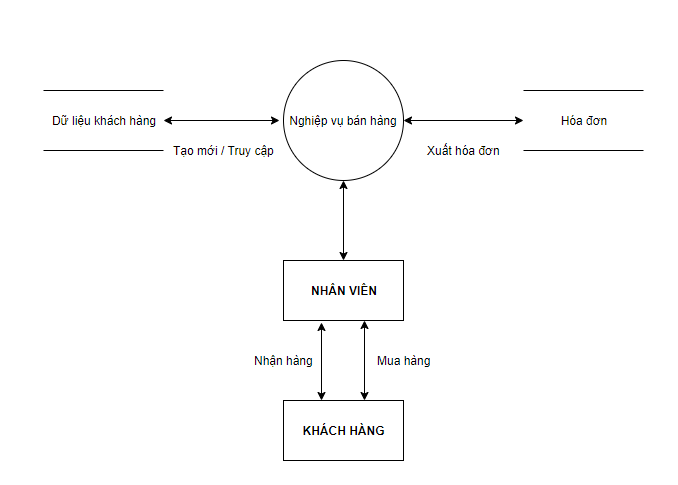 Dữ liệu khách hàng
Nghiệp vụ bán hàng
Hóa đơn
Tạo mới / Truy cập
Xuất hóa đơn
NHÂN VIÊN
Nhận hàng
Mua hàng
KHÁCH HÀNG